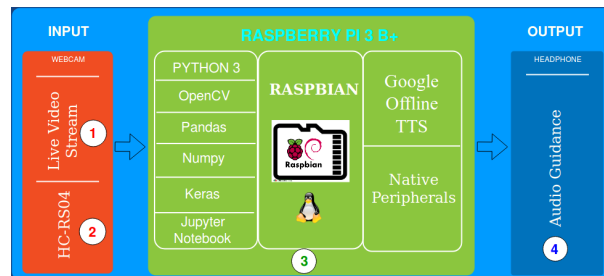 INPUT
WEBCAM
Live Video
Stream
1
HC-RS04
2
RASPBERRY PI 3 B+
PYTHON 3
OpenCV
Pandas
Numpy
Keras
Jupyter
Notebook
RASPBIAN
Raspbian
3
Google
Offline
TTS
Native
Peripherals
OUTPUT
HEADPHONE
Audio Guidance
4